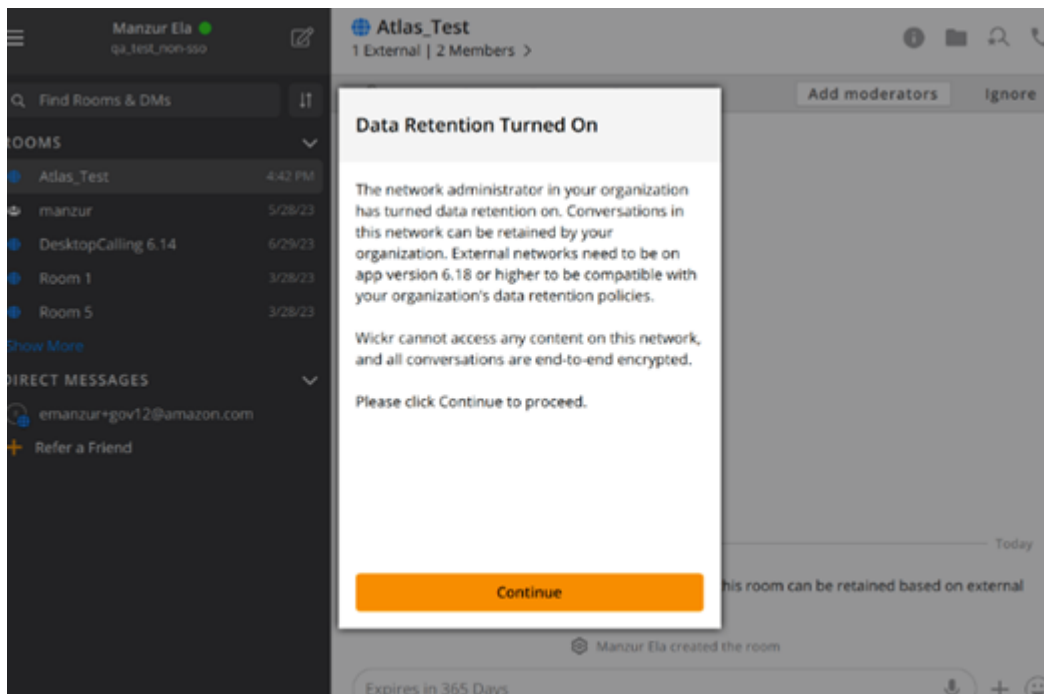 Manzur Ela
qa_test_non-sso
Find Rooms & DMs
ROOMS
Atlas_Test 4:42 PM
manzur 5/28/23
DesktopCalling 6.14 6/29/23
Room 1 3/28/23
Room 5 3/28/23
Show More
DIRECT MESSAGES
emanzur+gov12@amazon.com
Refer a Friend
Atlas_Test
1 External | 2 Members >
Add moderators Ignore
Data Retention Turned On
The network administrator in your organization
has turned data retention on. Conversations in
this network can be retained by your
organization. External networks need to be on
app version 6.18 or higher to be compatible with
your organization's data retention policies.
Wickr cannot access any content on this network,
and all conversations are end-to-end encrypted.
Please click Continue to proceed.
Continue
Today
his room can be retained based on external
Manzur Ela created the room
Expires in 365 Days